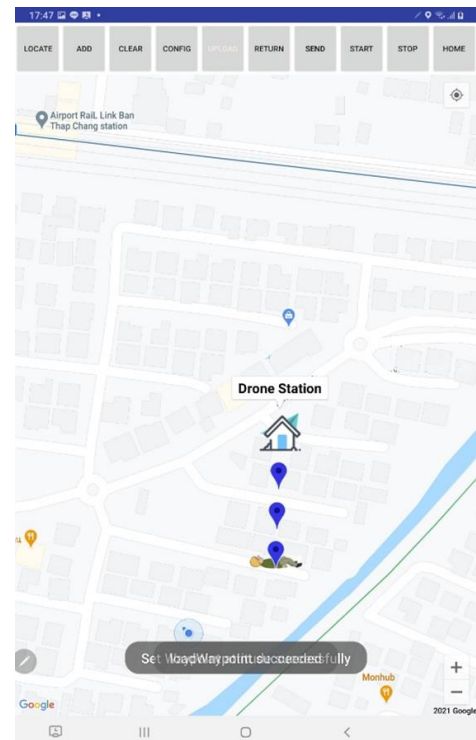 17:47
LOCATE ADD CLEAR CONFIG UPLOAD RETURN SEND START STOP HOME
Airport RaiL Link Ban
Thap Chang station
Drone Station
Monhub
Google
2021 Google